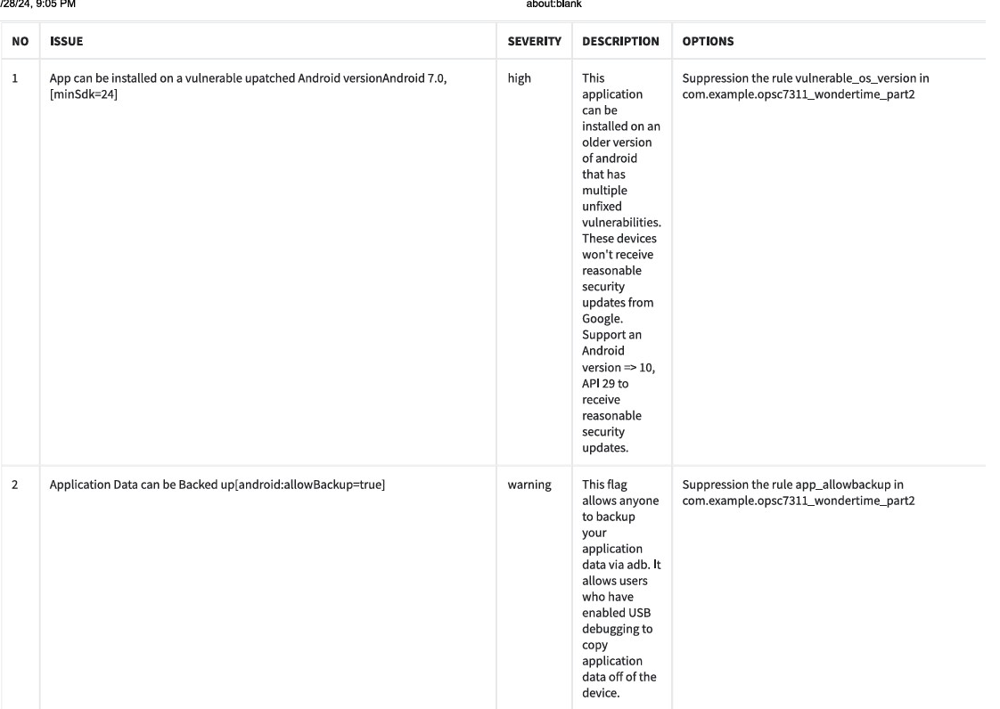 /28/24, 9:05 PM about:blank
NO ISSUE SEVERITY DESCRIPTION OPTIONS
1 App can be installed on a vulnerable upatched Android versionAndroid 7.0, high This Suppression the rule vulnerable_os_version in
[minSdk=24] application com.example.opsc7311_wondertime_part2
can be
installed on an
older version
of android
that has
multiple
unfixed
vulnerabilities.
These devices
won't receive
reasonable
security
updates from
Google.
Support an
Android
version => 10,
API 29 to
receive
reasonable
security
updates.
2 Application Data can be Backed up[android:allowBackup=true] warning This flag Suppression the rule app_allowbackup in
allows anyone com.example.opsc7311_wondertime_part2
to backup
your
application
data via adb. It
allows users
who have
enabled USB
debugging to
copy
application
data off of the
device.